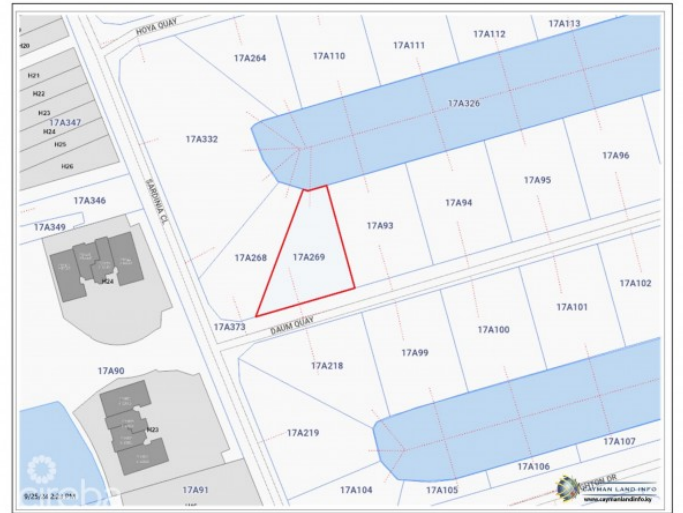 HOYA QUAY
17A113
17A112
17A111
17A110
17A264
H20
H21
H22
H23
17A347
H24
H25
H26
17A332
17A326
17A96
17A95
17A94
17A93
SARDINIA CL
17A346
17A349
17A268
17A269
17A102
17A101
17A100
17A99
17A373
DAUM QUAY
17A218
17A90
H23
17A219
17A107
17A106
17A105
17A104
17A91
CAYMAN LAND INFO
www.caymanlandinfo.ky